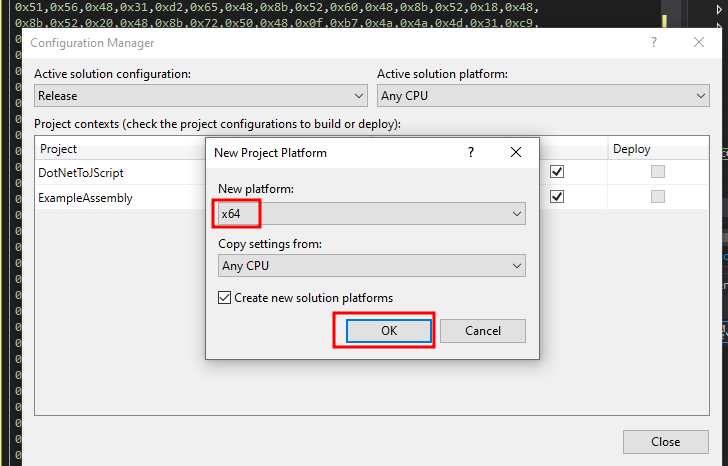 0x51,0x56,0x48,0x31,0xd2,0x65,0x48,0x8b,0x52,0x60,0x48,0x8b,0x52,0x18,0x48,
0x8b,0x52,0x20,0x48,0x8b,0x72,0x50,0x48,0x0f,0xb7,0x4a,0x4a,0x4d,0x31,0xc9,
Configuration Manager
Active solution configuration:
Active solution platform:
Release
Any CPU
Project contexts (check the project configurations to build or deploy):
Project
Deploy
DotNetToJScript
ExampleAssembly
New Project Platform
New platform:
x64
Copy settings from:
Any CPU
Create new solution platforms
OK
Cancel
Close